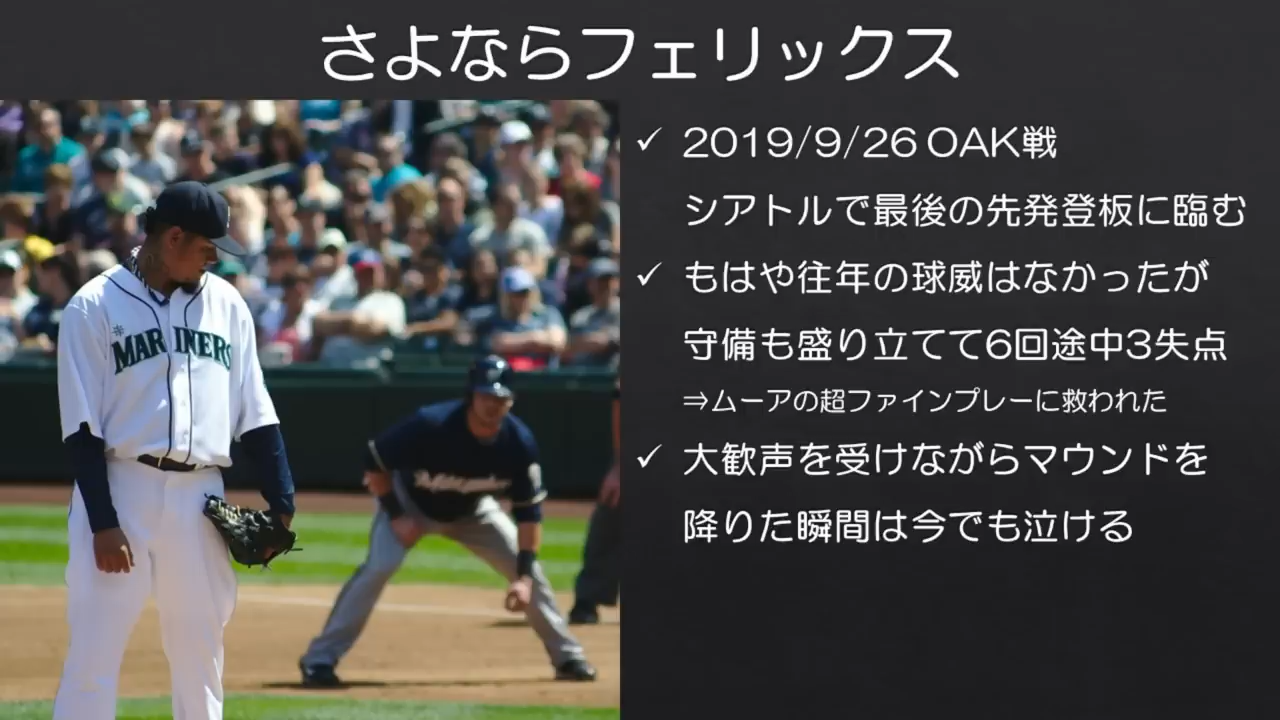 さよならフェリックス
✓ 2019/9/26 OAK戦
シアトルで最後の先発登板に臨む
✓ もはや往年の球威はなかったが
守備も盛り立てて6回途中3失点
⇒ムーアの超ファインプレーに救われた
✓ 大歓声を受けながらマウンドを
降りた瞬間は今でも泣ける
MARINERS